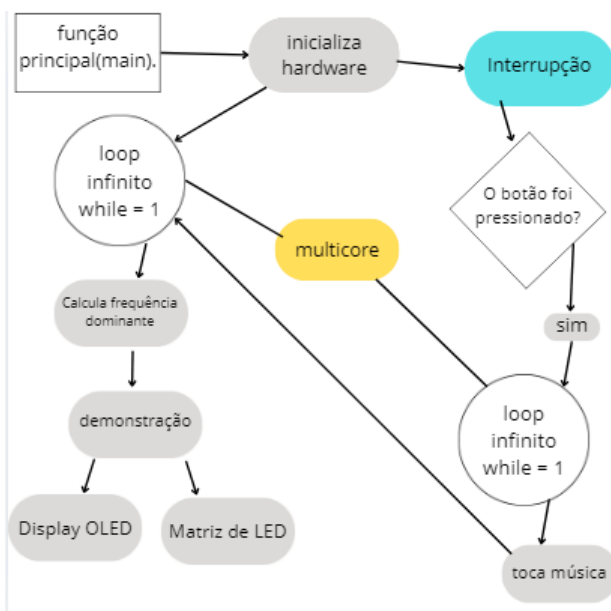 função
principal(main).
inicializa
hardware
Interrupção
loop
infinito
while = 1
O botão foi
pressionado?
multicore
Calcula frequência
dominante
sim
demonstração
loop
infinito
while = 1
Display OLED
Matriz de LED
toca música